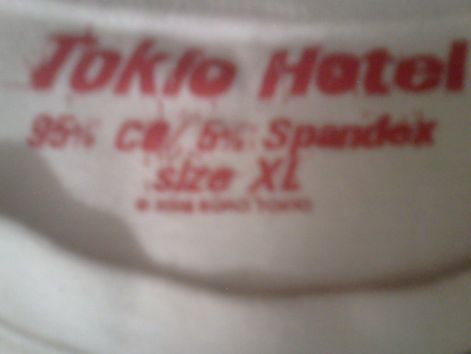 Tokio Hotel
95% CO/ 5% Spandex
size XL